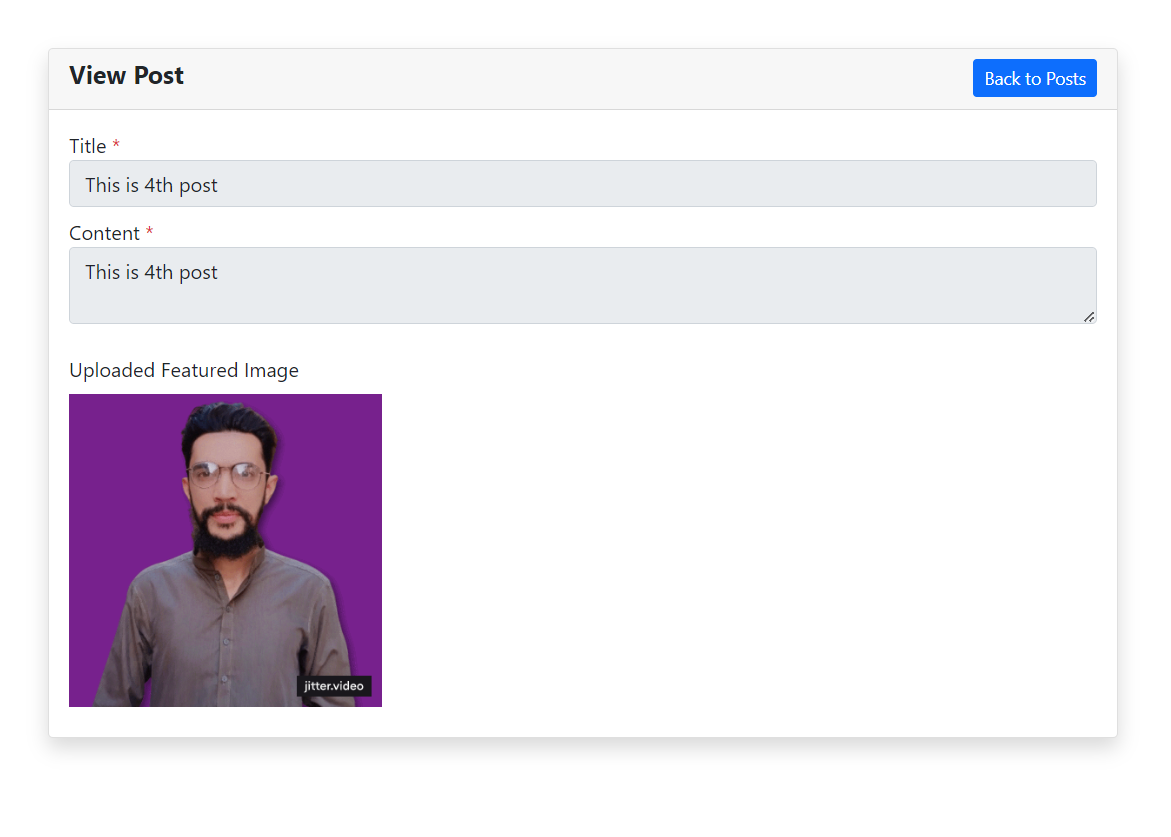 View Post
Back to Posts
Title *
This is 4th post
Content *
This is 4th post
Uploaded Featured Image
jitter.video